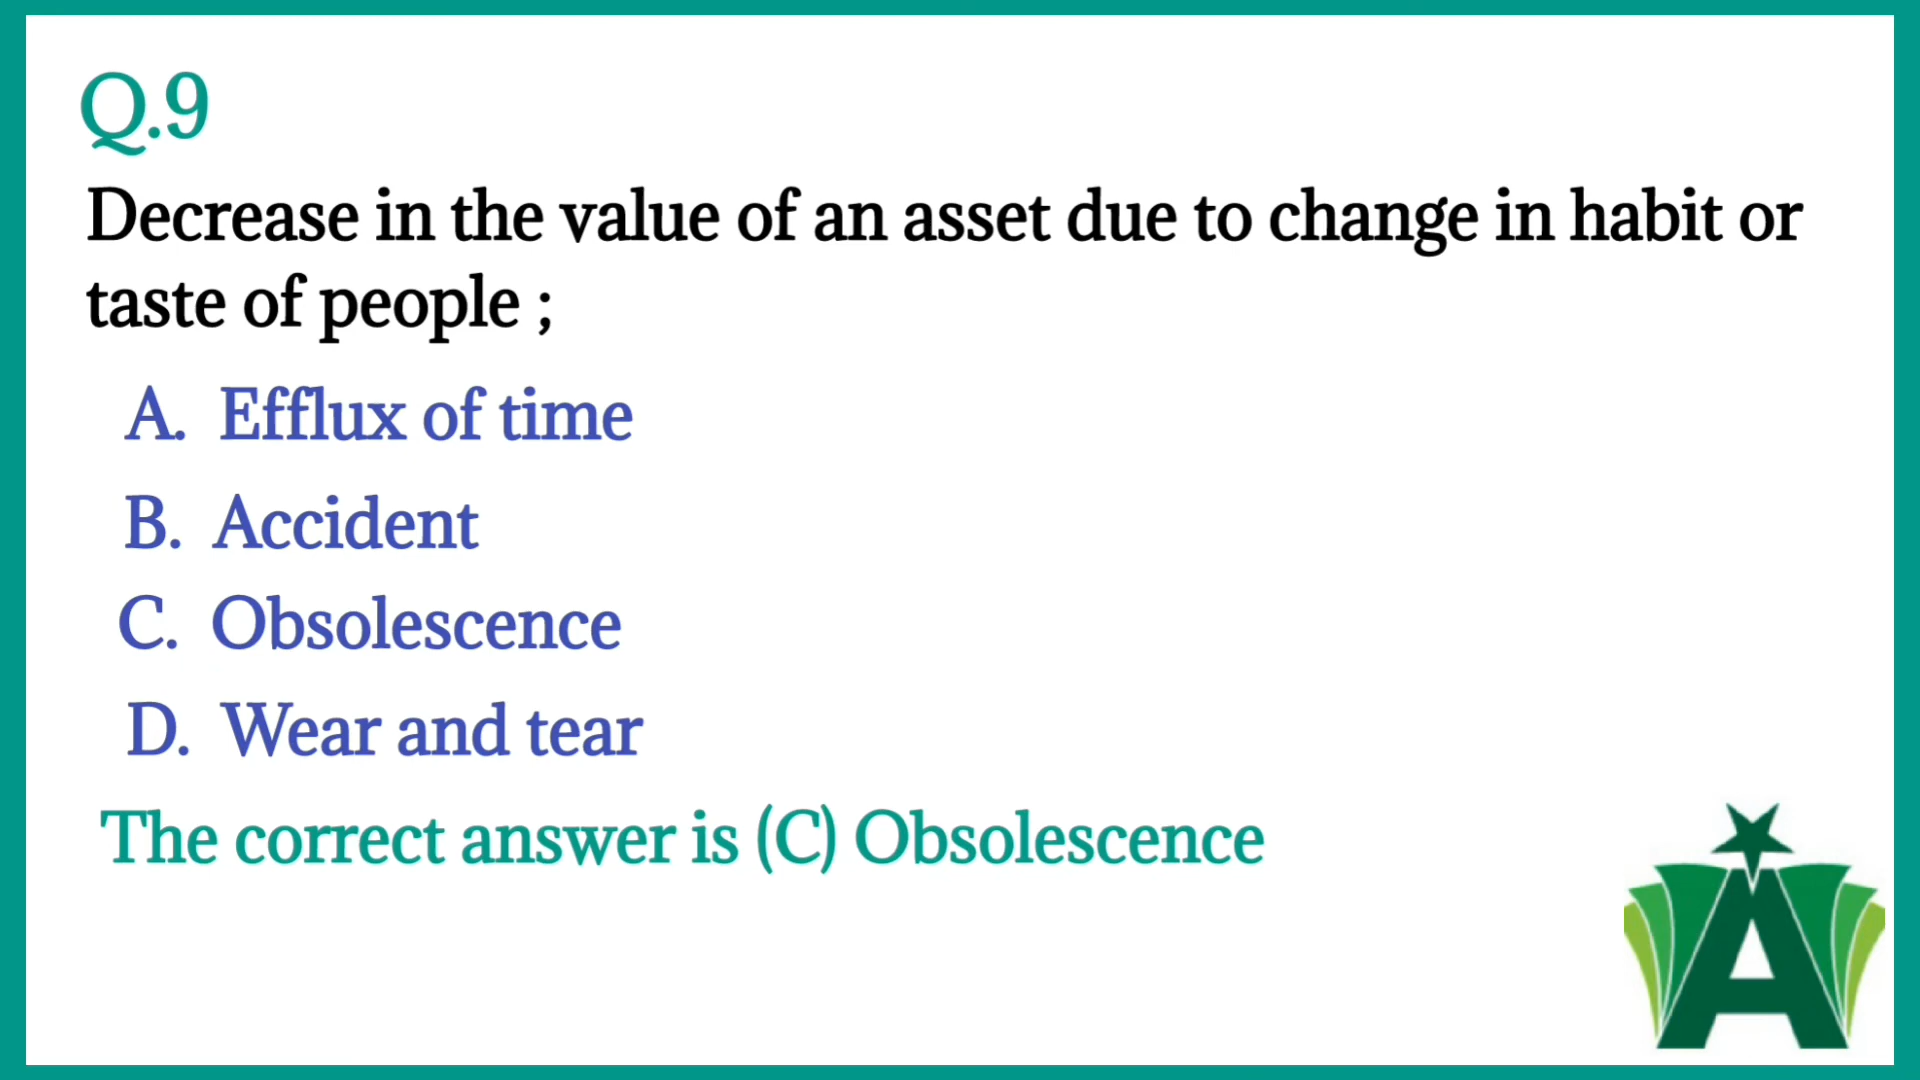 Q.9
Decrease in the value of an asset due to change in habit or
taste of people ;
A. Efflux of time
B. Accident
C. Obsolescence
D. Wear and tear
The correct answer is (C) Obsolescence
A